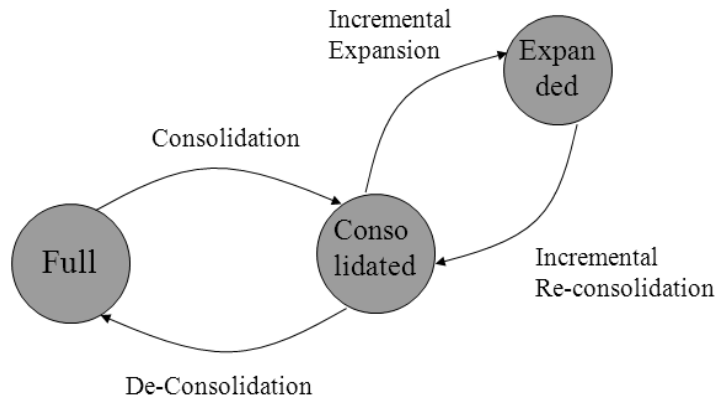 Incremental
Expansion
Expan
ded
Consolidation
Full
Conso
lidated
Incremental
Re-consolidation
De-Consolidation